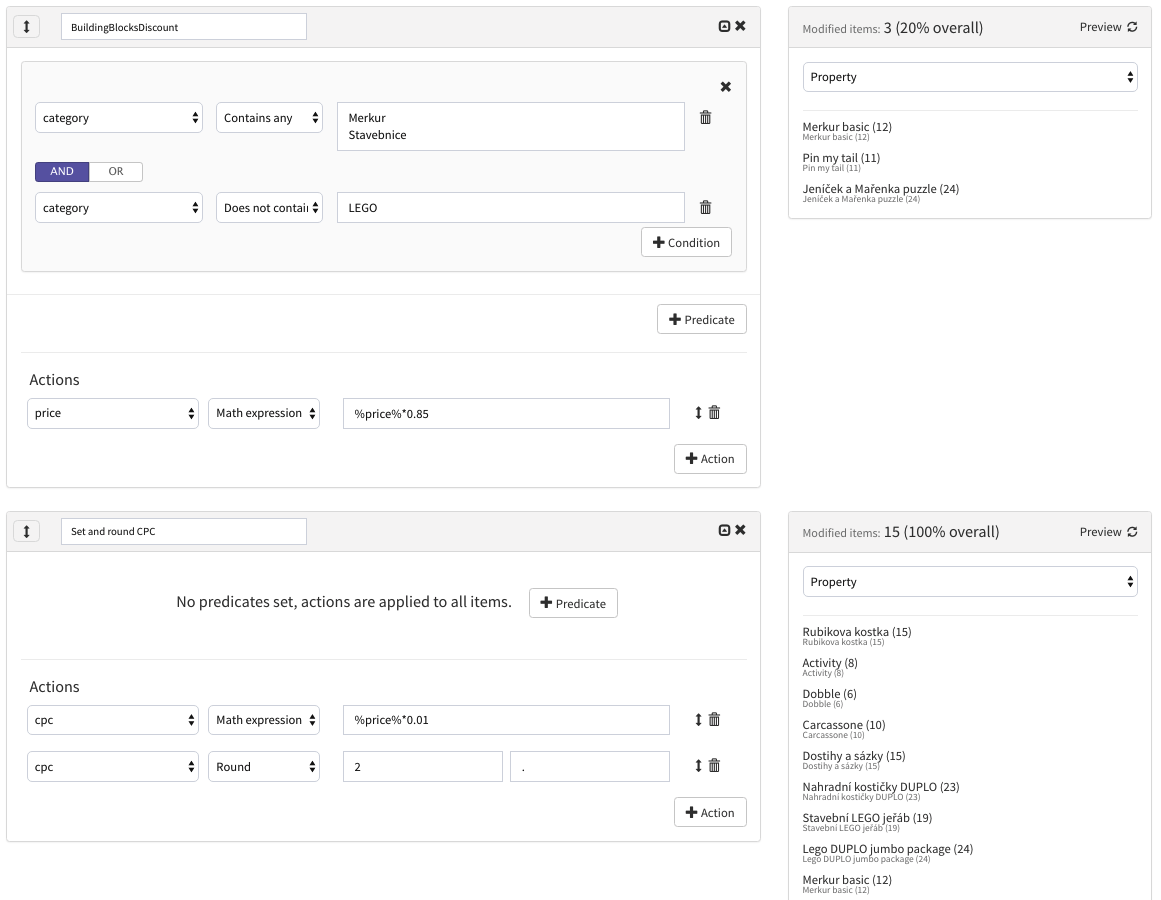 BuildingBlocksDiscount
category
Contains any
Merkur
Stavebnice
AND
OR
category
Does not contai
LEGO
Condition
Predicate
Actions
price
Math expression
%price%*0.85
Action
Modified items: 3 (20% overall)
Preview
Property
Merkur basic (12)
Merkur basic (12)
Pin my tail (11)
Pin my tail (11)
Jeníček a Mařenka puzzle (24)
Jeníček a Mařenka puzzle (24)
Set and round CPC
No predicates set, actions are applied to all items.
Predicate
Actions
cpc
Math expression
%price%*0.01
cpc
Round
2
.
Action
Modified items: 15 (100% overall)
Preview
Property
Rubikova kostka (15)
Rubikova kostka (15)
Activity (8)
Activity (8)
Dobble (6)
Dobble (6)
Carcassone (10)
Carcassone (10)
Dostihy a sázky (15)
Dostihy a sázky (15)
Nahradní kostičky DUPLO (23)
Nahradní kostičky DUPLO (23)
Stavební LEGO jeřáb (19)
Stavební LEGO jeřáb (19)
Lego DUPLO jumbo package (24)
Lego DUPLO jumbo package (24)
Merkur basic (12)
Merkur basic (12)